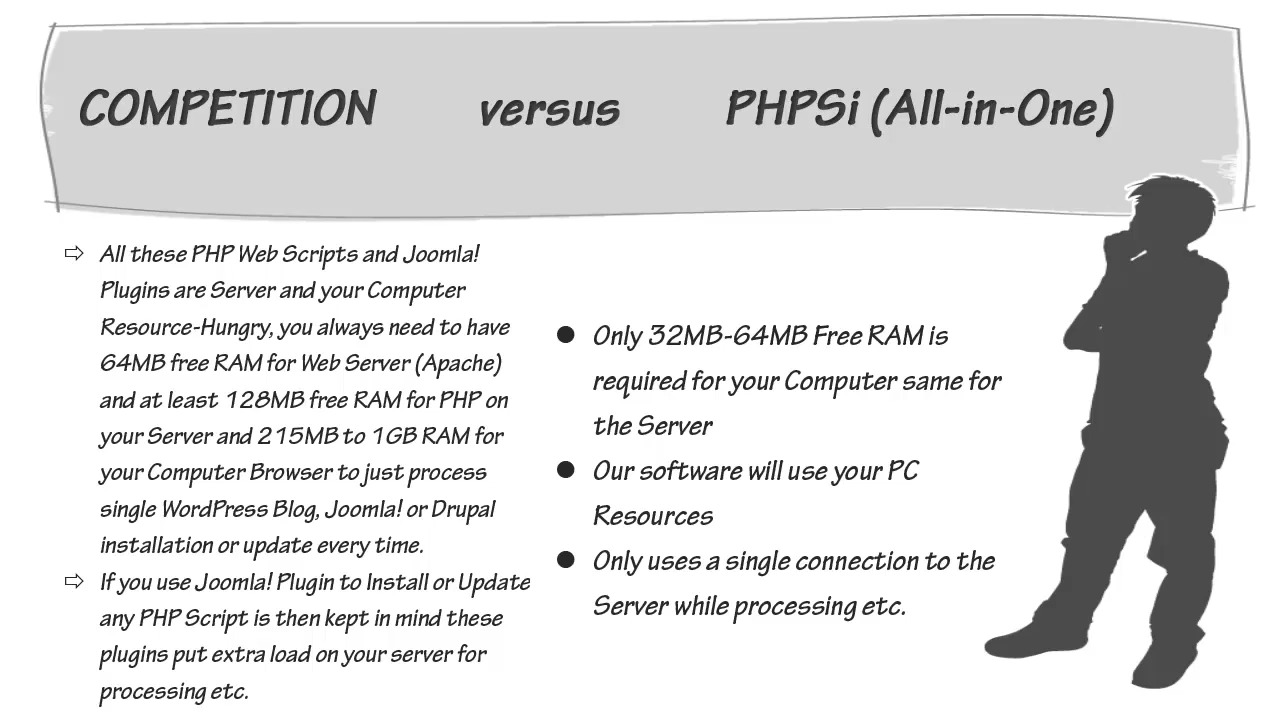 COMPETITION versus PHPSi (All-in-One)
All these PHP Web Scripts and Joomla!
Plugins are Server and your Computer
Resource-Hungry, you always need to have
64MB free RAM for Web Server (Apache)
and at least 128MB free RAM for PHP on
your Server and 215MB to 1GB RAM for
your Computer Browser to just process
single WordPress Blog, Joomla! or Drupal
installation or update every time.
If you use Joomla! Plugin to Install or Update
any PHP Script is then kept in mind these
plugins put extra load on your server for
processing etc.
Only 32MB-64MB Free RAM is
required for your Computer same for
the Server
Our software will use your PC
Resources
Only uses a single connection to the
Server while processing etc.